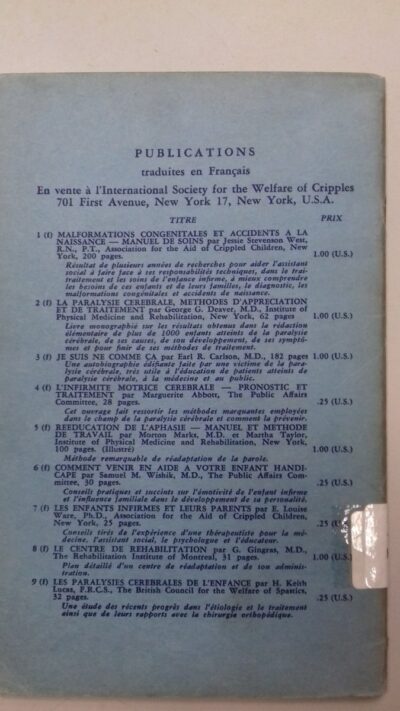 PUBLICATIONS
traduites en Français
En vente à l'International Society for the Welfare of Cripples
701 First Avenue, New York 17, New York, U.S.A.
TITRE PRIX
1 (f) MALFORMATIONS CONGENITALES ET ACCIDENTS A LA
NAISSANCE — MANUEL DE SOINS par Jessie Stevenson West,
R.N., P.T., Association for the Aid of Crippled Children, New
York, 200 pages. 1.00 (U.S.)
Résultat de plusieurs années de recherches pour aider l'assistant
social à faire face à ses responsabilités techniques, dans le trai-
traitement et les soins de l'enfance infirme, à mieux comprendre
les besoins de ces enfants et de leurs familles, le diagnostic, les
malformations congénitales et accidents de naissance.
2 (f) LA PARALYSIE CEREBRALE, METHODES D'APPRECIATION
ET DE TRAITEMENT par George G. Deaver, M.D., Institute of
Physical Medicine and Rehabilitation, New York, 62 pages 1.00 (U.S.)
Livre monographié sur les résultats obtenus dans la rédaction
élémentaire de plus de 1000 enfants atteints de la paralysie
cérébrale, de ses causes, de son développement, de ses symptô-
mes et pour finir de ses méthodes de traitement.
3 (f) JE SUIS NE COMME ÇA par Earl R. Carlson, M.D., 182 pages 1.00 (U.S.)
Une autobiographie édifiante faite par une victime de la para-
lysie cérébrale, très utile à l'éducation de patients atteints de
paralysie cérébrale, à la médecine et au public.
4 (f) L'INFIRMITE MOTRICE CEREBRALE — PRONOSTIC ET
TRAITEMENT par Marguerite Abbott, The Public Affairs
Committee, 28 pages. .25 (U.S.)
Cet ouvrage fait ressortir les méthodes marquantes employées
dans le champ de la paralysie cérébrale et comment la prévenir.
5 (f) REEDUCATION DE L'APHASIE — MANUEL ET METHODE
DE TRAVAIL par Morton Marks, M.D. et Martha Taylor,
Institute of Physical Medicine and Rehabilitation, New York,
100 pages. (Illustré) 1.00 (U.S.)
Méthode remarquable de réadaptation de la parole.
6 (f) COMMENT VENIR EN AIDE A VOTRE ENFANT HANDI-
CAPE par Samuel M. Wishik, M.D., The Public Affairs Com-
mittee, 30 pages. .25 (U.S.)
Conseils pratiques et succints sur l'émotivité de l'enfant infirme
et l'influence familiale dans le développement de sa personalité.
7 (f) LES ENFANTS INFIRMES ET LEURS PARENTS par E. Louise
Ware, Ph.D., Association for the Aid of Crippled Children,
New York, 25 pages. .25 (U.S.)
Conseils tirés de l'expérience d'une thérapeutiste pour la mé-
decine, l'assistant social, le psychologue et l'éducateur.
8 (f) LE CENTRE DE REHABILITATION par G. Gingras, M.D.,
The Rehabilitation Institute of Montreal, 31 pages. 1.00 (U.S.)
Plan détaillé d'un centre de réadaptation et de son adminis-
tration.
9 (f) LES PARALYSIES CEREBRALES DE L'ENFANCE par H. Keith
Lucas, F.R.C.S., The British Council for the Welfare of Spastics,
32 pages. .25 (U.S.)
Une étude des récents progrès dans l'étiologie et le traitement
ainsi que de leurs rapports avec la chirurgie orthopédique.